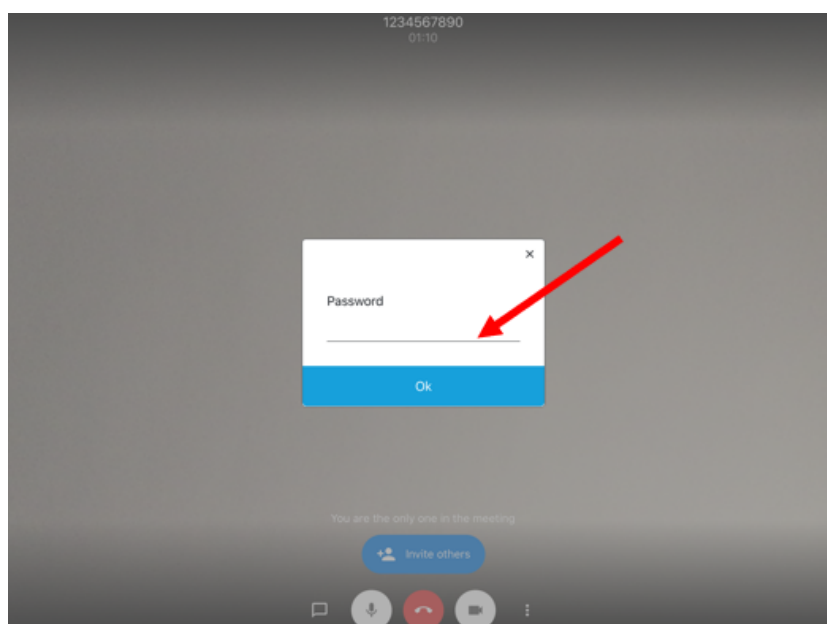 1234567890
01:10
Password
Ok
You are the only one in the meeting
Invite others